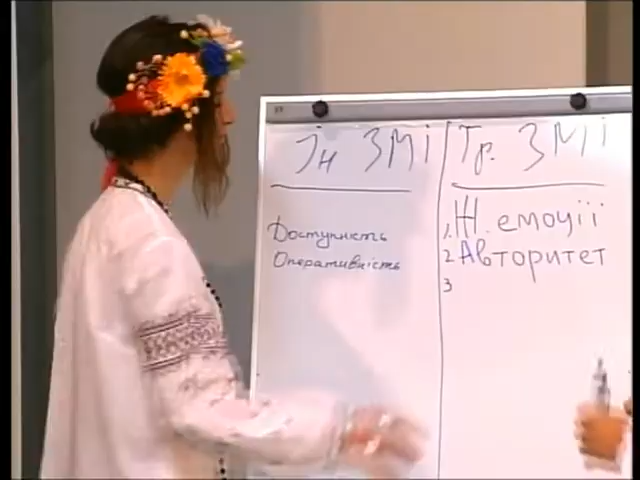 Ін ЗМІ
Доступність
Оперативність
Тр. ЗМІ
1. Ж. емоції
2 Авторитет
3